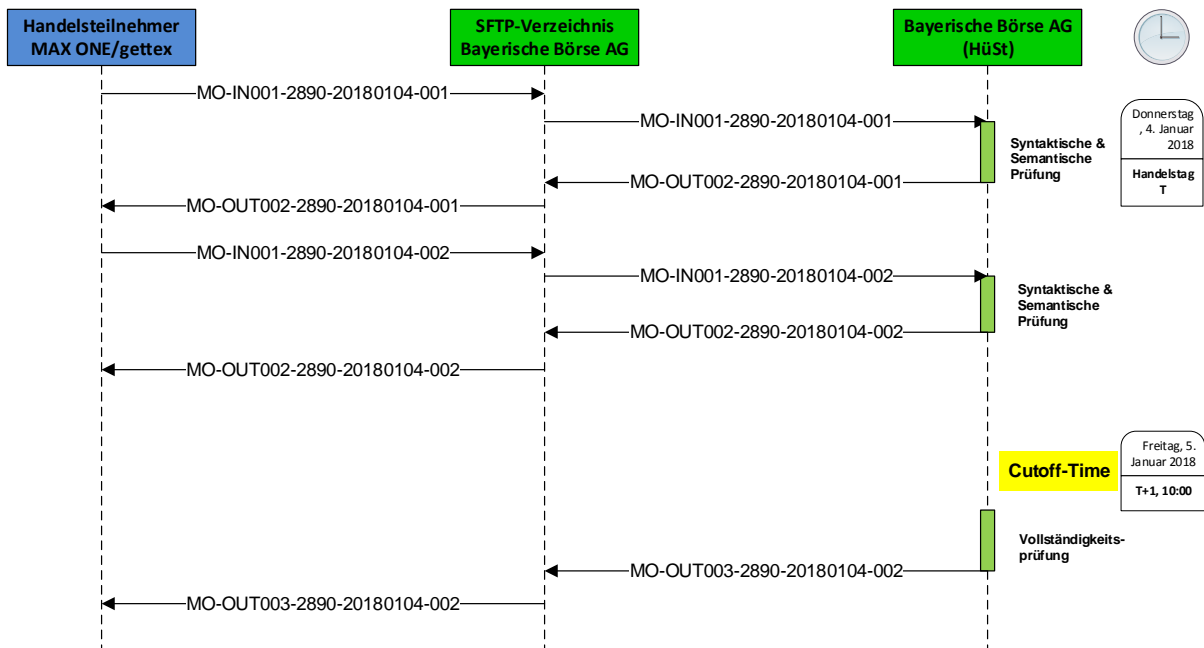 Handelsteilnehmer
MAX ONE/gettex
SFTP-Verzeichnis
Bayerische Börse AG
Bayerische Börse AG
(HüSt)
MO-IN001-2890-20180104-001
MO-IN001-2890-20180104-001
Donnerstag
, 4. Januar
2018
Handelstag
T
Syntaktische &
Semantische
Prüfung
MO-OUT002-2890-20180104-001
MO-OUT002-2890-20180104-001
MO-IN001-2890-20180104-002
MO-IN001-2890-20180104-002
Syntaktische &
Semantische
Prüfung
MO-OUT002-2890-20180104-002
MO-OUT002-2890-20180104-002
Cutoff-Time
Freitag, 5.
Januar 2018
T+1, 10:00
Vollständigkeits-
prüfung
MO-OUT003-2890-20180104-002
MO-OUT003-2890-20180104-002